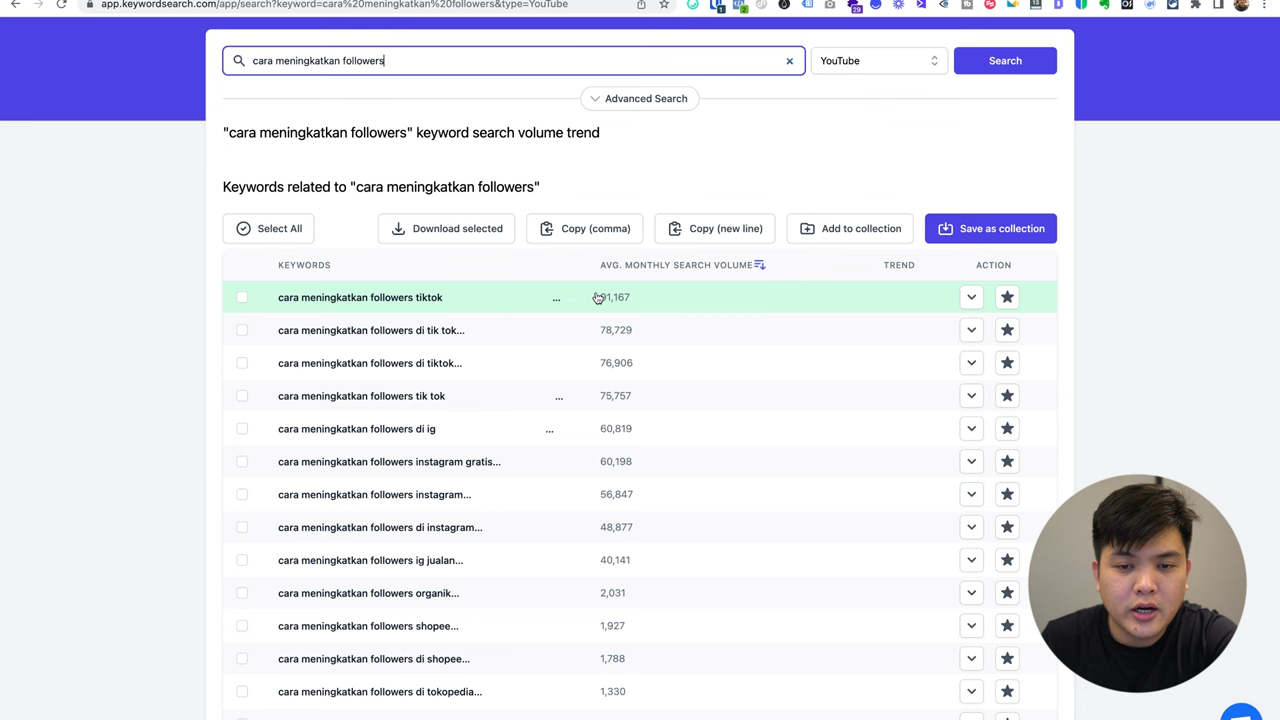 app.keywordsearch.com/app/search?keyword=cara%20meningkatkan%20followers&type=YouTube
cara meningkatkan followers
YouTube
Search
Advanced Search
"cara meningkatkan followers" keyword search volume trend
Keywords related to "cara meningkatkan followers"
Select All
Download selected
Copy (comma)
Copy (new line)
Add to collection
Save as collection
KEYWORDS AVG. MONTHLY SEARCH VOLUME TREND ACTION
cara meningkatkan followers tiktok ...
cara meningkatkan followers di tik tok... 78,729
cara meningkatkan followers di tiktok... 76,906
cara meningkatkan followers tik tok ... 75,757
cara meningkatkan followers di ig ... 60,819
cara meningkatkan followers instagram gratis... 60,198
cara meningkatkan followers instagram... 56,847
cara meningkatkan followers di instagram... 48,877
cara meningkatkan followers ig jualan... 40,141
cara meningkatkan followers organik... 2,031
cara meningkatkan followers shopee... 1,927
cara meningkatkan followers di shopee... 1,788
cara meningkatkan followers di tokopedia... 1,330